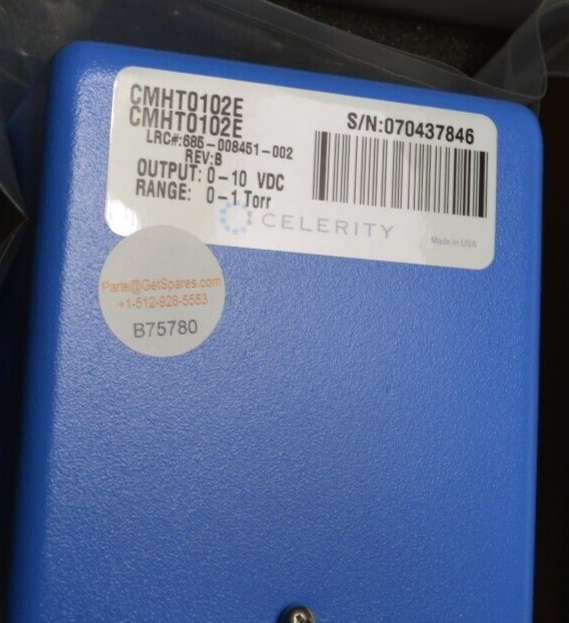 CMHT0102E
CMHT0102E
LRC#:685-008451-002
REV:B
OUTPUT: 0-10 VDC
RANGE: 0-1 Torr
S/N:070437846
CELERITY
Made in USA
Parts@GetSpares.com
+1-512-928-5553
B75780